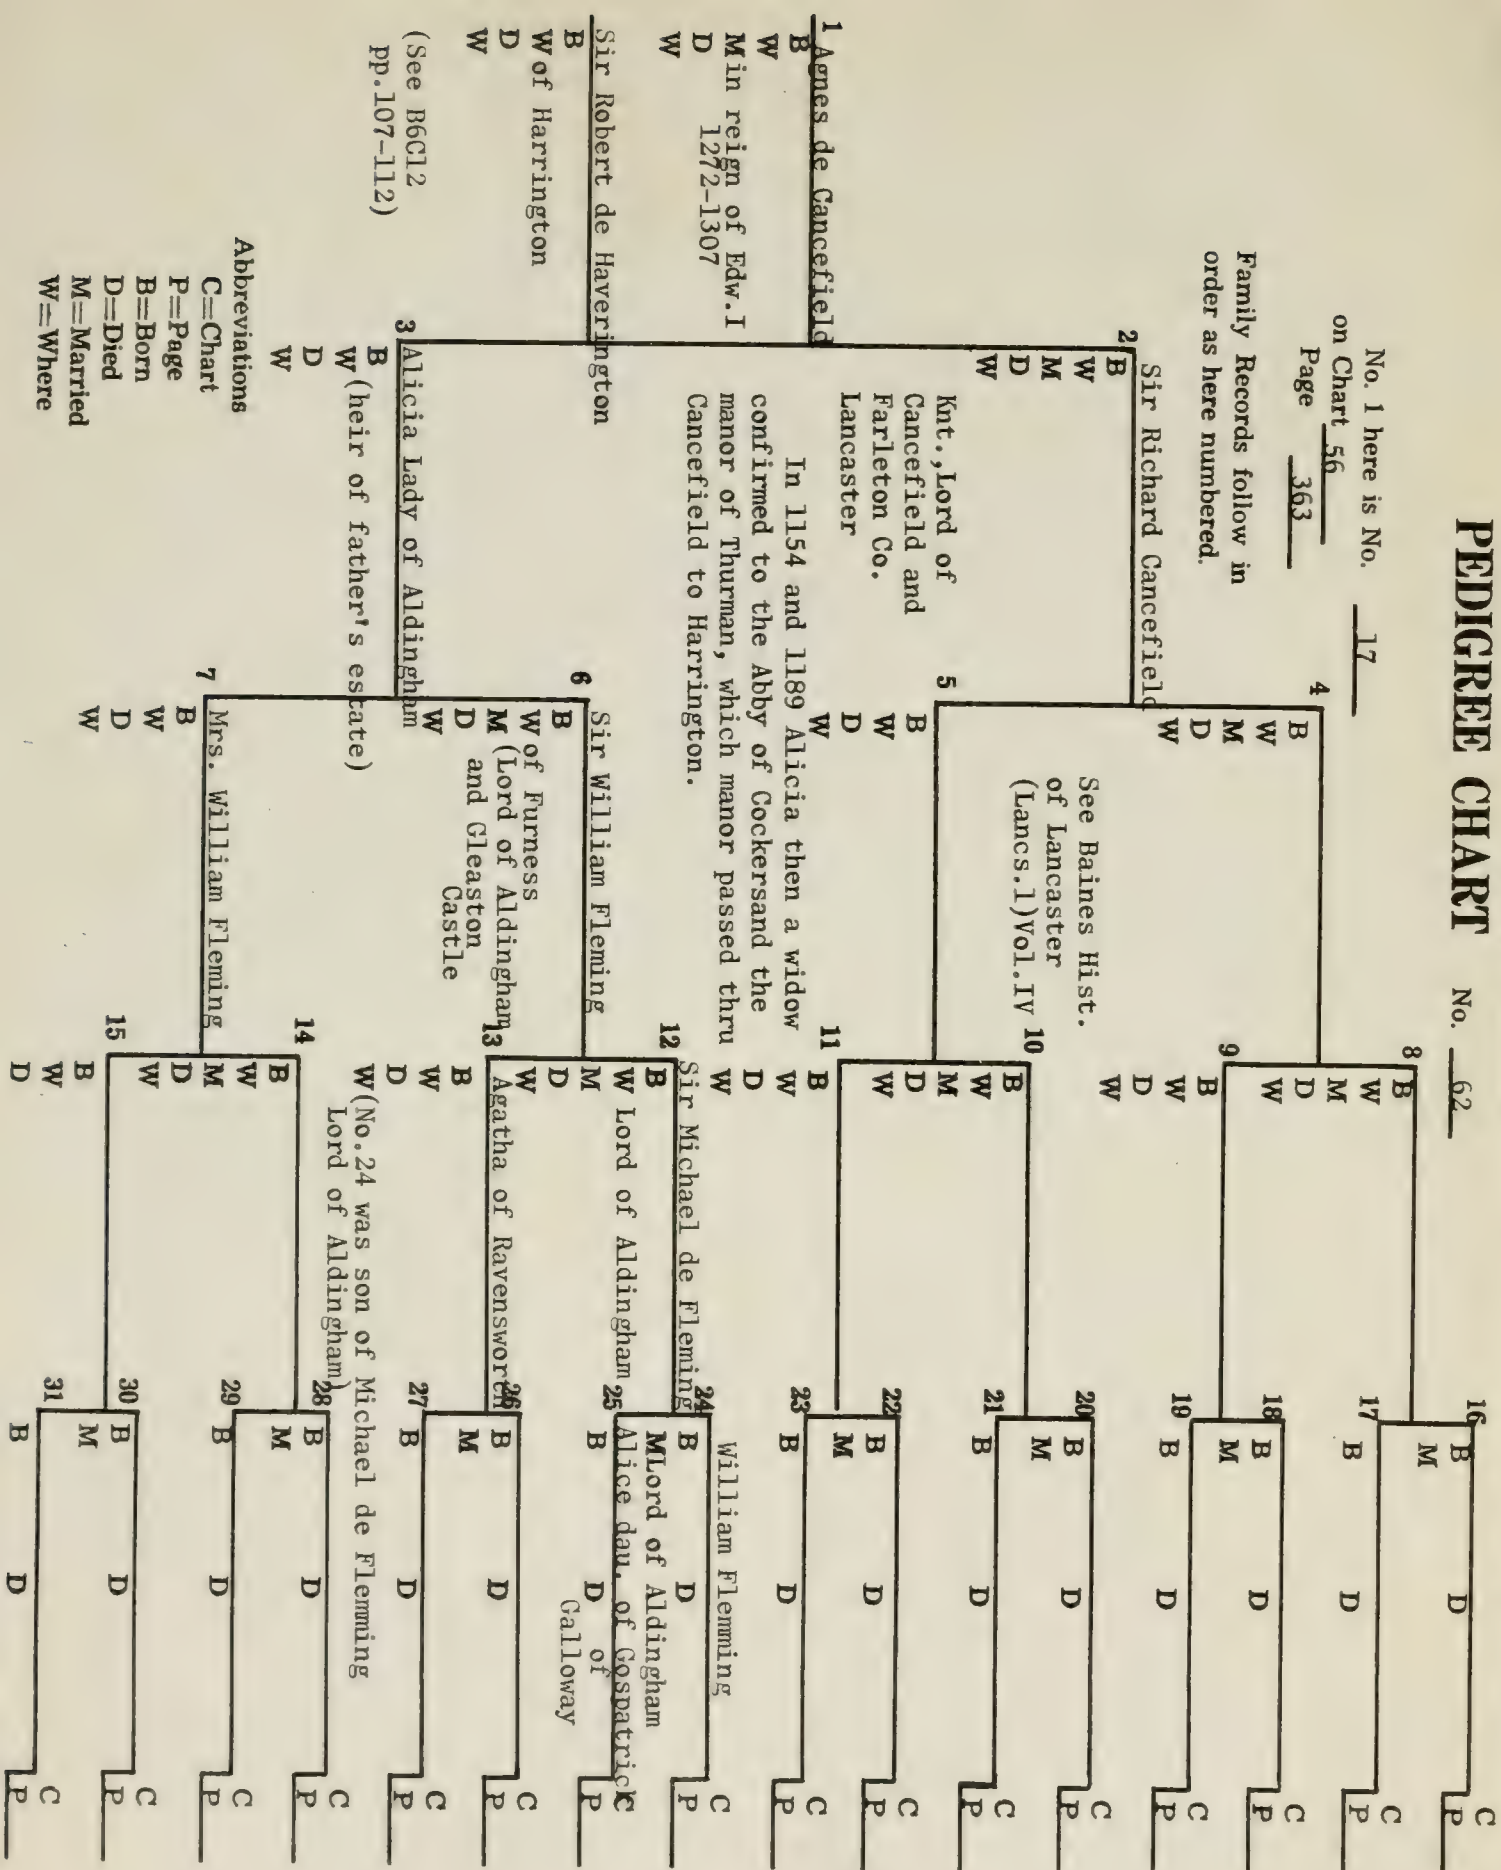 PEDIGREE CHART No. 62
No. 1 here is No. 17
on Chart 56
Page 363
Family Records follow in
order as here numbered.
1 Agnes de Cancefield
B
W
M in reign of Edw.I
D 1272-1307
W
Sir Robert de Haverington
B
W of Harrington
D
W
(See B6C12
pp.107-112)
Abbreviations
C=Chart
P=Page
B=Born
D=Died
M=Married
W=Where
2 Sir Richard Cancefield
B
W
M
D
W
Knt.,Lord of
Cancefield and
Farleton Co.
Lancaster
In 1154 and 1189 Alicia then a widow
confirmed to the Abby of Cockersand the
manor of Thurman, which manor passed thru
Cancefield to Harrington.
3 Alicia Lady of Aldingham
B
W (heir of father's estate)
D
W
4
B
W
M
D
W
See Baines Hist.
of Lancaster
(Lancs.1)Vol.IV
5
B
W
D
W
6 Sir William Fleming
B
W of Furness
M (Lord of Aldingham
D and Gleaston
W Castle
7 Mrs. William Fleming
B
W
D
W
8
B
W
M
D
W
9
B
W
D
W
10
B
W
M
D
W
11
B
W
D
W
12 Sir Michael de Fleming
B
W Lord of Aldingham
M
D
W
13 Agatha of Ravensworth
B
W
D
W (No.24 was son of Michael de Flemming
Lord of Aldingham)
14
B
W
M
D
W
15
B
W
D
16
B D
M
C
P
17
B D
C
P
18
B D
M
C
P
19
B D
C
P
20
B D
M
C
P
21
B D
C
P
22
B D
M
C
P
23
B D
C
P
24 William Flemming
B D
M Lord of Aldingham
C
P
25 Alice dau. of Gospatrick
B D of
Galloway
C
P
26
B D
M
C
P
27
B D
C
P
28
B D
M
C
P
29
B D
C
P
30
B D
M
C
P
31
B D
C
P